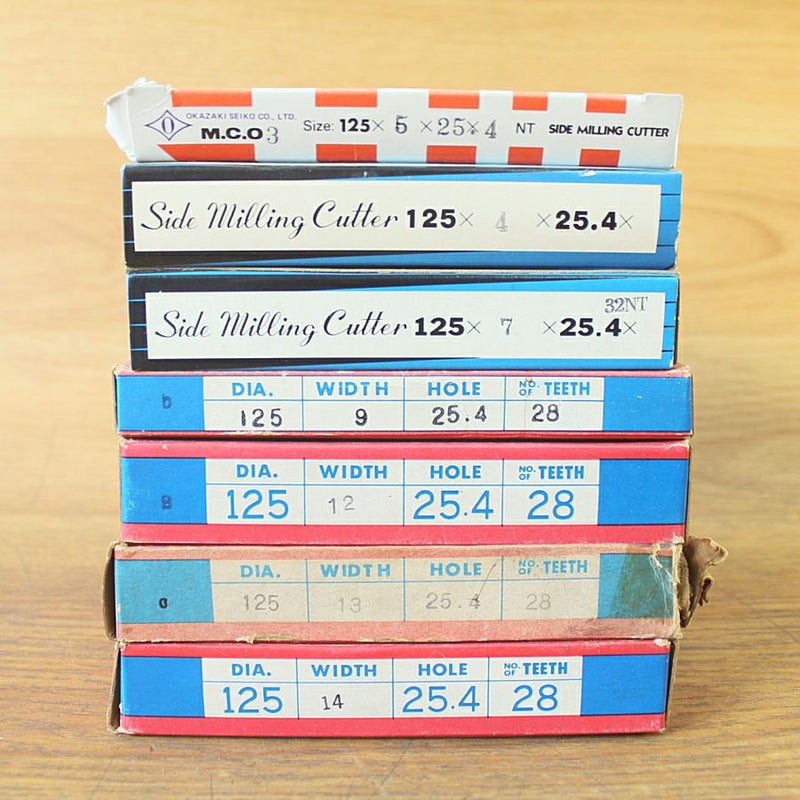 OKAZAKI SEIKO CO., LTD.
M.C.O 3 Size: 125× 5 ×25×4 NT SIDE MILLING CUTTER
Side Milling Cutter 125× 4 ×25.4×
32NT
Side Milling Cutter 125× 7 ×25.4×
DIA. WIDTH HOLE NO. OF TEETH
125 9 25.4 28
DIA. WIDTH HOLE NO. OF TEETH
B 125 12 25.4 28
DIA. WIDTH HOLE NO. OF TEETH
125 13 25.4 28
DIA. WIDTH HOLE NO. OF TEETH
125 14 25.4 28